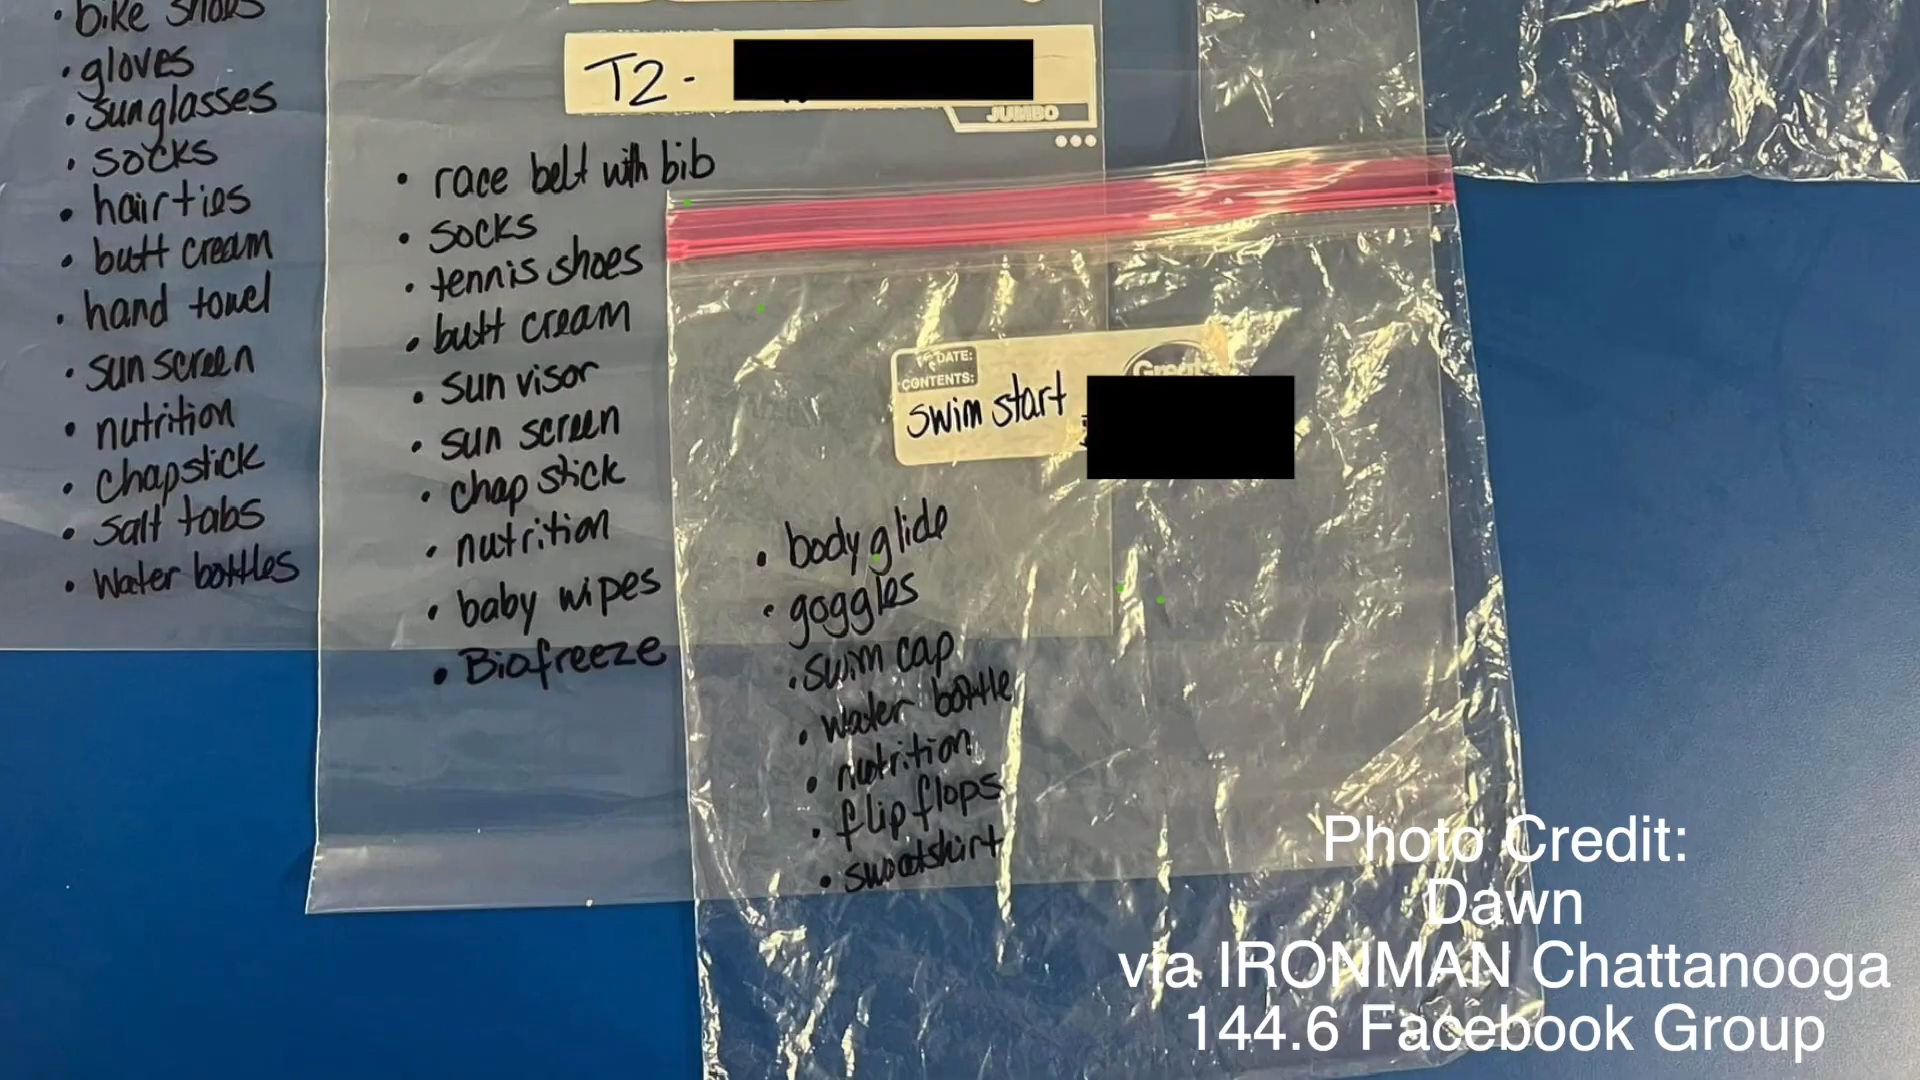 • bike shoes
• gloves
• sunglasses
• socks
• hairties
• butt cream
• hand towel
• sun screen
• nutrition
• chapstick
• salt tabs
• water bottles
T2 -
JUMBO
• race belt with bib
• socks
• tennis shoes
• butt cream
• sun visor
• sun screen
• chap stick
• nutrition
• baby wipes
• Biofreeze
DATE:
CONTENTS:
Great
swim start
• body glide
• goggles
• swim cap
• water bottle
• nutrition
• flip flops
• sweatshirt
Photo Credit:
Dawn
via IRONMAN Chattanooga
144.6 Facebook Group